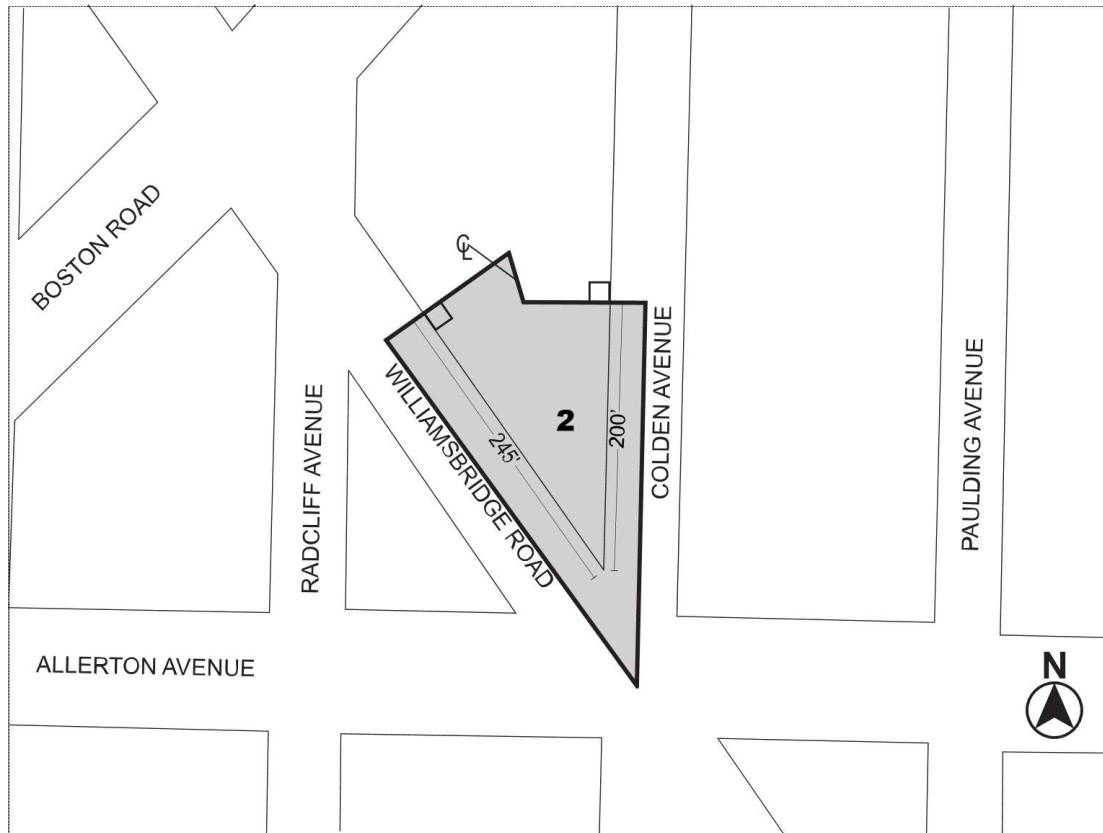 BOSTON ROAD
℄
RADCLIFF AVENUE
WILLIAMSBRIDGE ROAD
245'
2
200'
COLDEN AVENUE
PAULDING AVENUE
ALLERTON AVENUE
N